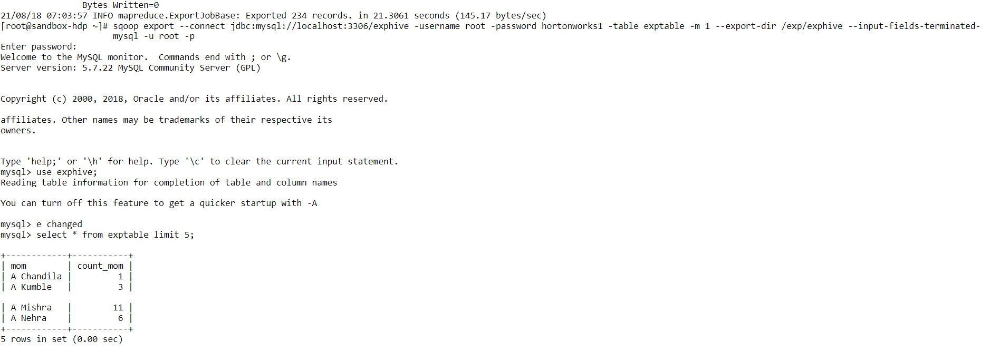 Bytes Written=0
21/08/18 07:03:57 INFO mapreduce.ExportJobBase: Exported 234 records. in 21.3061 seconds (145.17 bytes/sec)
[root@sandbox-hdp ~]# sqoop export --connect jdbc:mysql://localhost:3306/exphive -username root -password hortonworks1 -table exptable -m 1 --export-dir /exp/exphive --input-fields-terminated-
mysql -u root -p
Enter password:
Welcome to the MySQL monitor.  Commands end with ; or \g.
Server version: 5.7.22 MySQL Community Server (GPL)
Copyright (c) 2000, 2018, Oracle and/or its affiliates. All rights reserved.
affiliates. Other names may be trademarks of their respective its
owners.
Type 'help;' or '\h' for help. Type '\c' to clear the current input statement.
mysql> use exphive;
Reading table information for completion of table and column names
You can turn off this feature to get a quicker startup with -A
mysql> e changed
mysql> select * from exptable limit 5;
+------------+-----------+
| mom        | count_mom |
| A Chandila |         1 |
| A Kumble   |         3 |
| A Mishra   |        11 |
| A Nehra    |         6 |
+------------+-----------+
5 rows in set (0.00 sec)